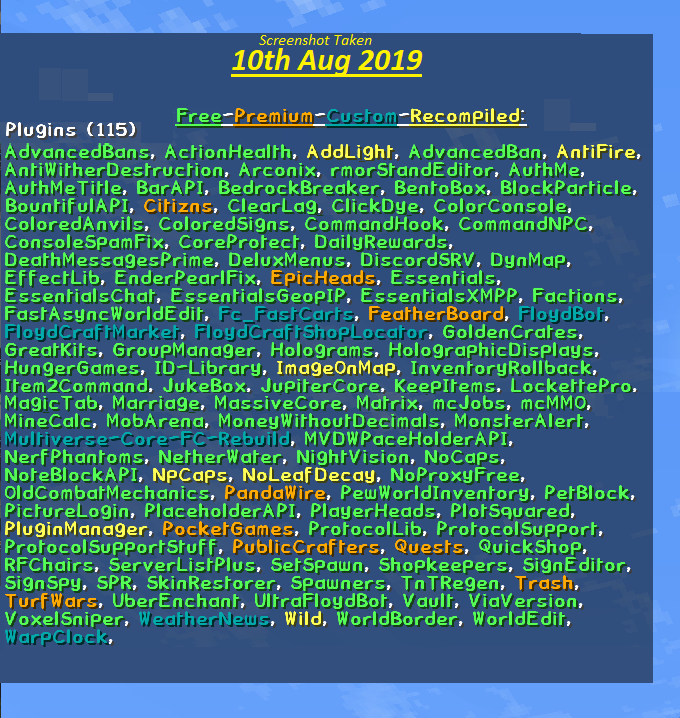 Screenshot Taken
10th Aug 2019
Free-Premium-Custom-Recompiled:
Plugins (115)
AdvancedBans, ActionHealth, AddLight, AdvancedBan, AntiFire,
AntiWitherDestruction, Arconix, rmorStandEditor, AuthMe,
AuthMeTitle, BarAPI, BedrockBreaker, BentoBox, BlockParticle,
BountifulAPI, Citizns, ClearLag, ClickDye, ColorConsole,
ColoredAnvils, ColoredSigns, CommandHook, CommandNPC,
ConsoleSpamFix, CoreProtect, DailyRewards,
DeathMessagesPrime, DeluxMenus, DiscordSRV, DynMap,
EffectLib, EnderPearlFix, EpicHeads, Essentials,
EssentialsChat, EssentialsGeoPIP, EssentialsXMPP, Factions,
FastAsyncWorldEdit, Fc_FastCarts, FeatherBoard, FloydBot,
FloydCraftMarket, FloydCraftShopLocator, GoldenCrates,
GreatKits, GroupManager, Holograms, HolographicDisplays,
HungerGames, ID-Library, ImageOnMap, InventoryRollback,
Item2Command. JukeBox. JupiterCore, KeepItems, LockettePro,
MagicTab, Marriage, MassiveCore, Matrix, mcJobs, mcMMO,
MineCalc, MobArena, MoneyWithoutDecimals, MonsterAlert,
Multiverse-Core-FC-Rebuild, MVDWPaceHolderAPI,
NerfPhantoms, NetherWater, NightVision, NoCaps,
NoteBlockAPI, NpCaps, NoLeafDecay, NoProxyFree,
OldCombatMechanics, PandaWire, PewWorldInventory, PetBlock,
PictureLogin, PlaceholderAPI, PlayerHeads, PlotSquared,
PluginManager, PocketGames, ProtocolLib, ProtocolSupport,
ProtocolSupportStuff, PublicCrafters, Quests, QuickShop,
RFChairs, ServerListPlus, SetSpawn, Shopkeepers, SignEditor,
SignSpy, SPR, SkinRestorer, Spawners, TnTRegen, Trash,
TurfWars, UberEnchant, UltraFloydBot, Vault, ViaVersion,
VoxelSniper, WeatherNews, Wild, WorldBorder, WorldEdit,
WarpClock,